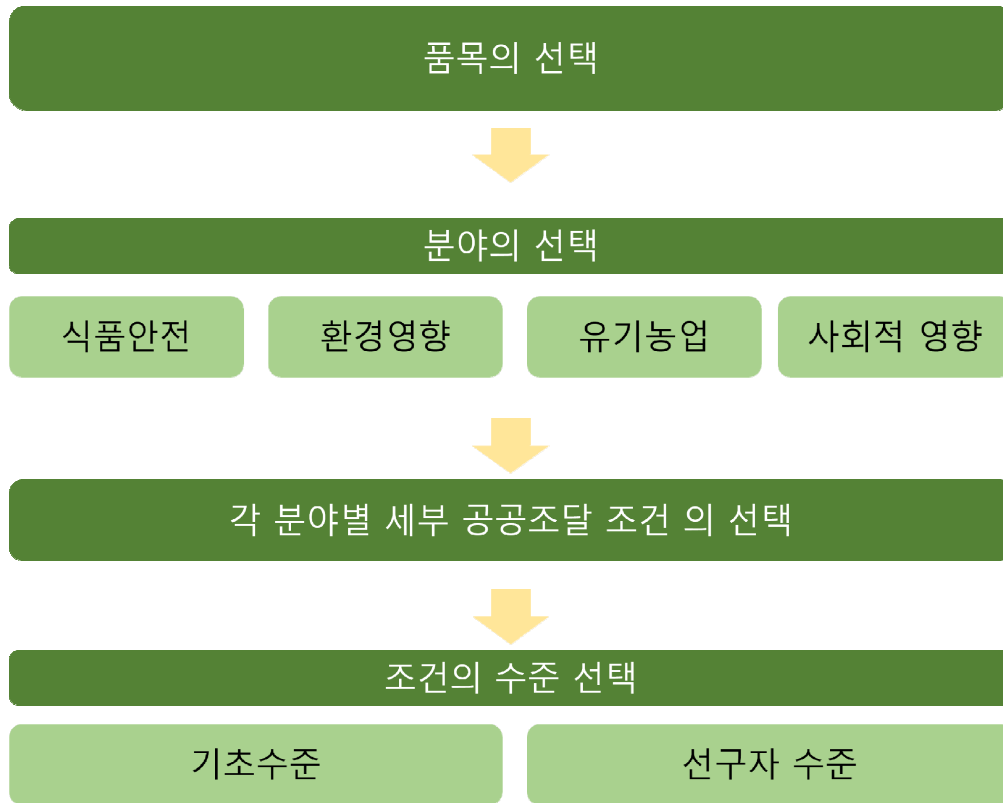 품목의 선택
분야의 선택
식품안전
환경영향
유기농업
사회적 영향
각 분야별 세부 공공조달 조건 의 선택
조건의 수준 선택
기초수준
선구자 수준